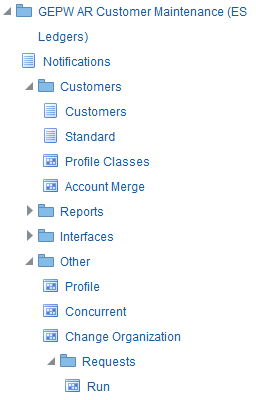 GEPW AR Customer Maintenance (ES
Ledgers)
Notifications
Customers
Customers
Standard
Profile Classes
Account Merge
Reports
Interfaces
Other
Profile
Concurrent
Change Organization
Requests
Run